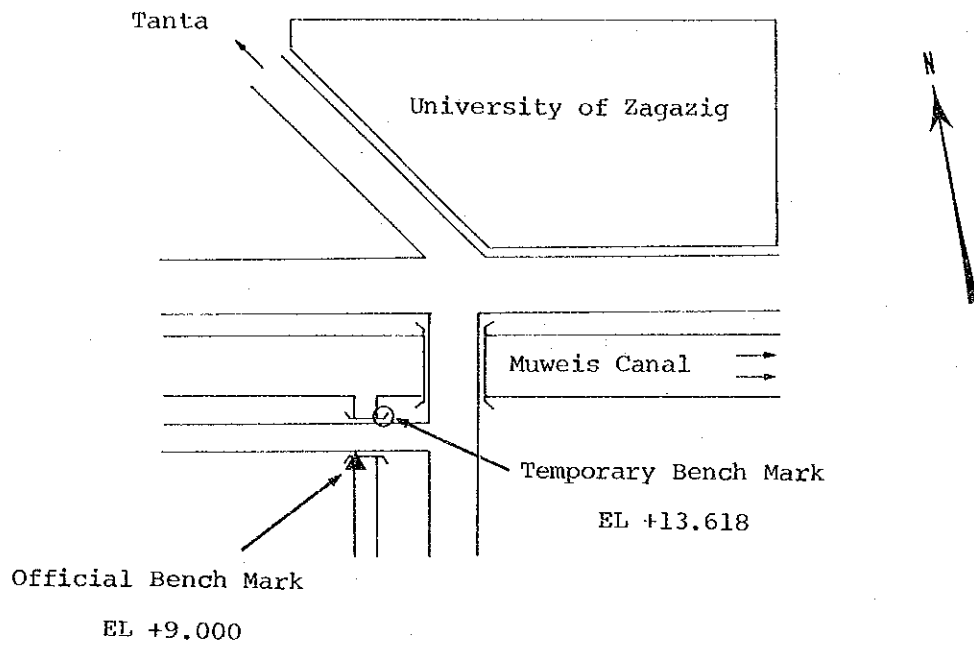 Tanta
University of Zagazig
N
Muweis Canal
Temporary Bench Mark
EL +13.618
Official Bench Mark
EL +9.000